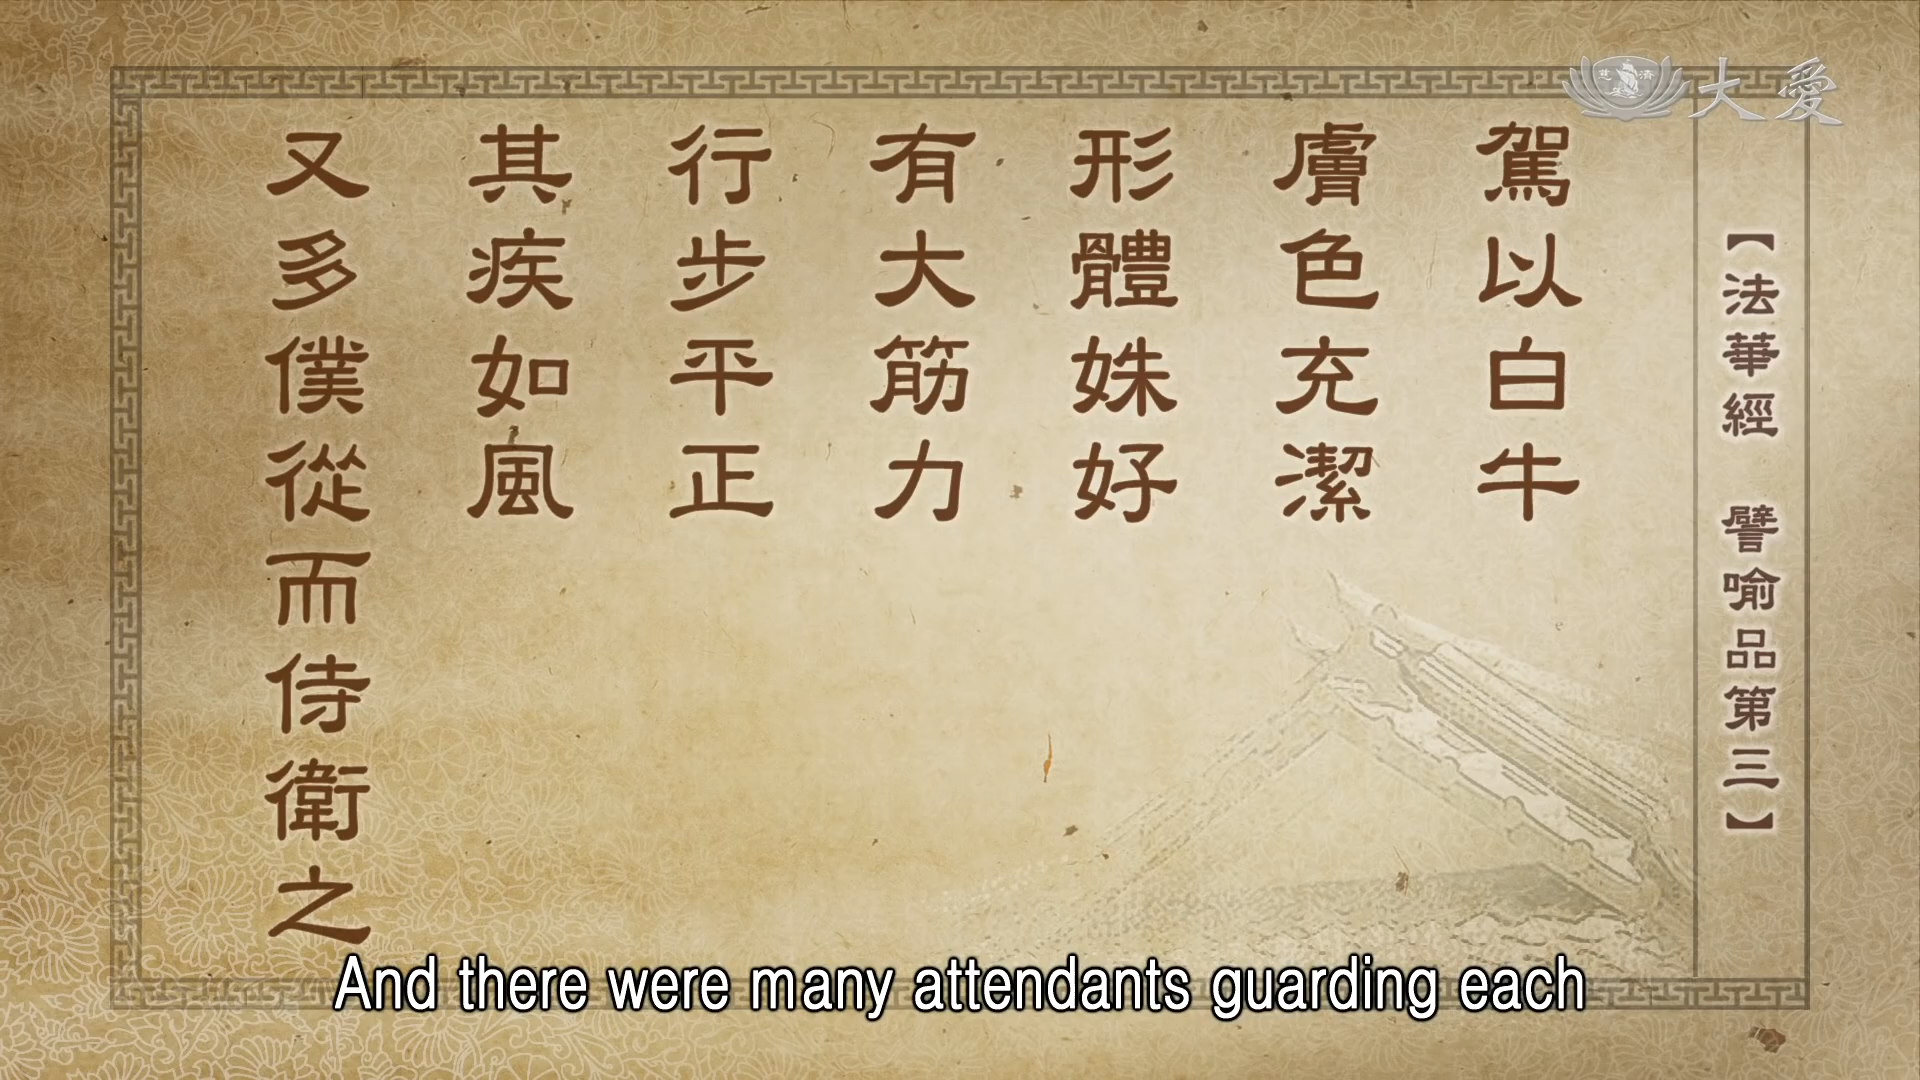 大愛
慈濟
【法華經 譬喻品第三】
駕以白牛
膚色充潔
形體姝好
有大筋力
行步平正
其疾如風
又多僕從而侍衛之
And there were many attendants guarding each